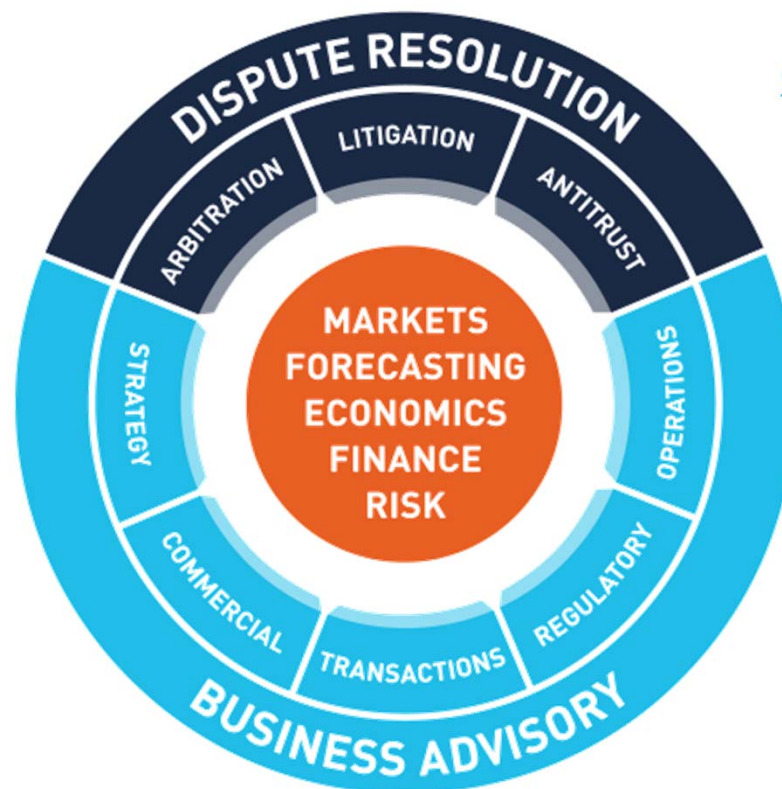 DISPUTE RESOLUTION
ARBITRATION
LITIGATION
ANTITRUST
MARKETS
FORECASTING
ECONOMICS
FINANCE
RISK
STRATEGY
OPERATIONS
COMMERCIAL
TRANSACTIONS
REGULATORY
BUSINESS ADVISORY